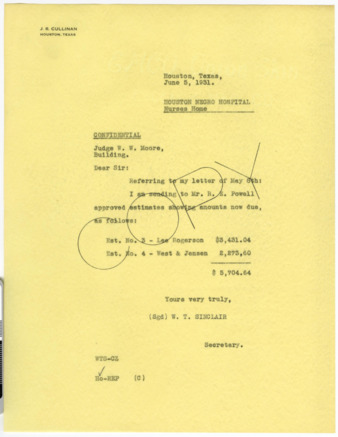 J. S. CULLINAN
HOUSTON, TEXAS
Houston, Texas,
June 5, 1931.
HOUSTON NEGRO HOSPITAL
Nurses Home
CONFIDENTIAL
Judge W. W. Moore,
Building.
Dear Sir:
Referring to my letter of May 6th:
I am sending to Mr. R. E. Powell
approved estimates showing amounts now due,
as follows:
Est. No. 3 - Lee Rogerson $3,431.04
Est. No. 4 - West & Jensen 2,273.60
$ 5,704.64
Yours very truly,
(Sgd) W. T. SINCLAIR
Secretary.
WTS-CL
(C)
COPY